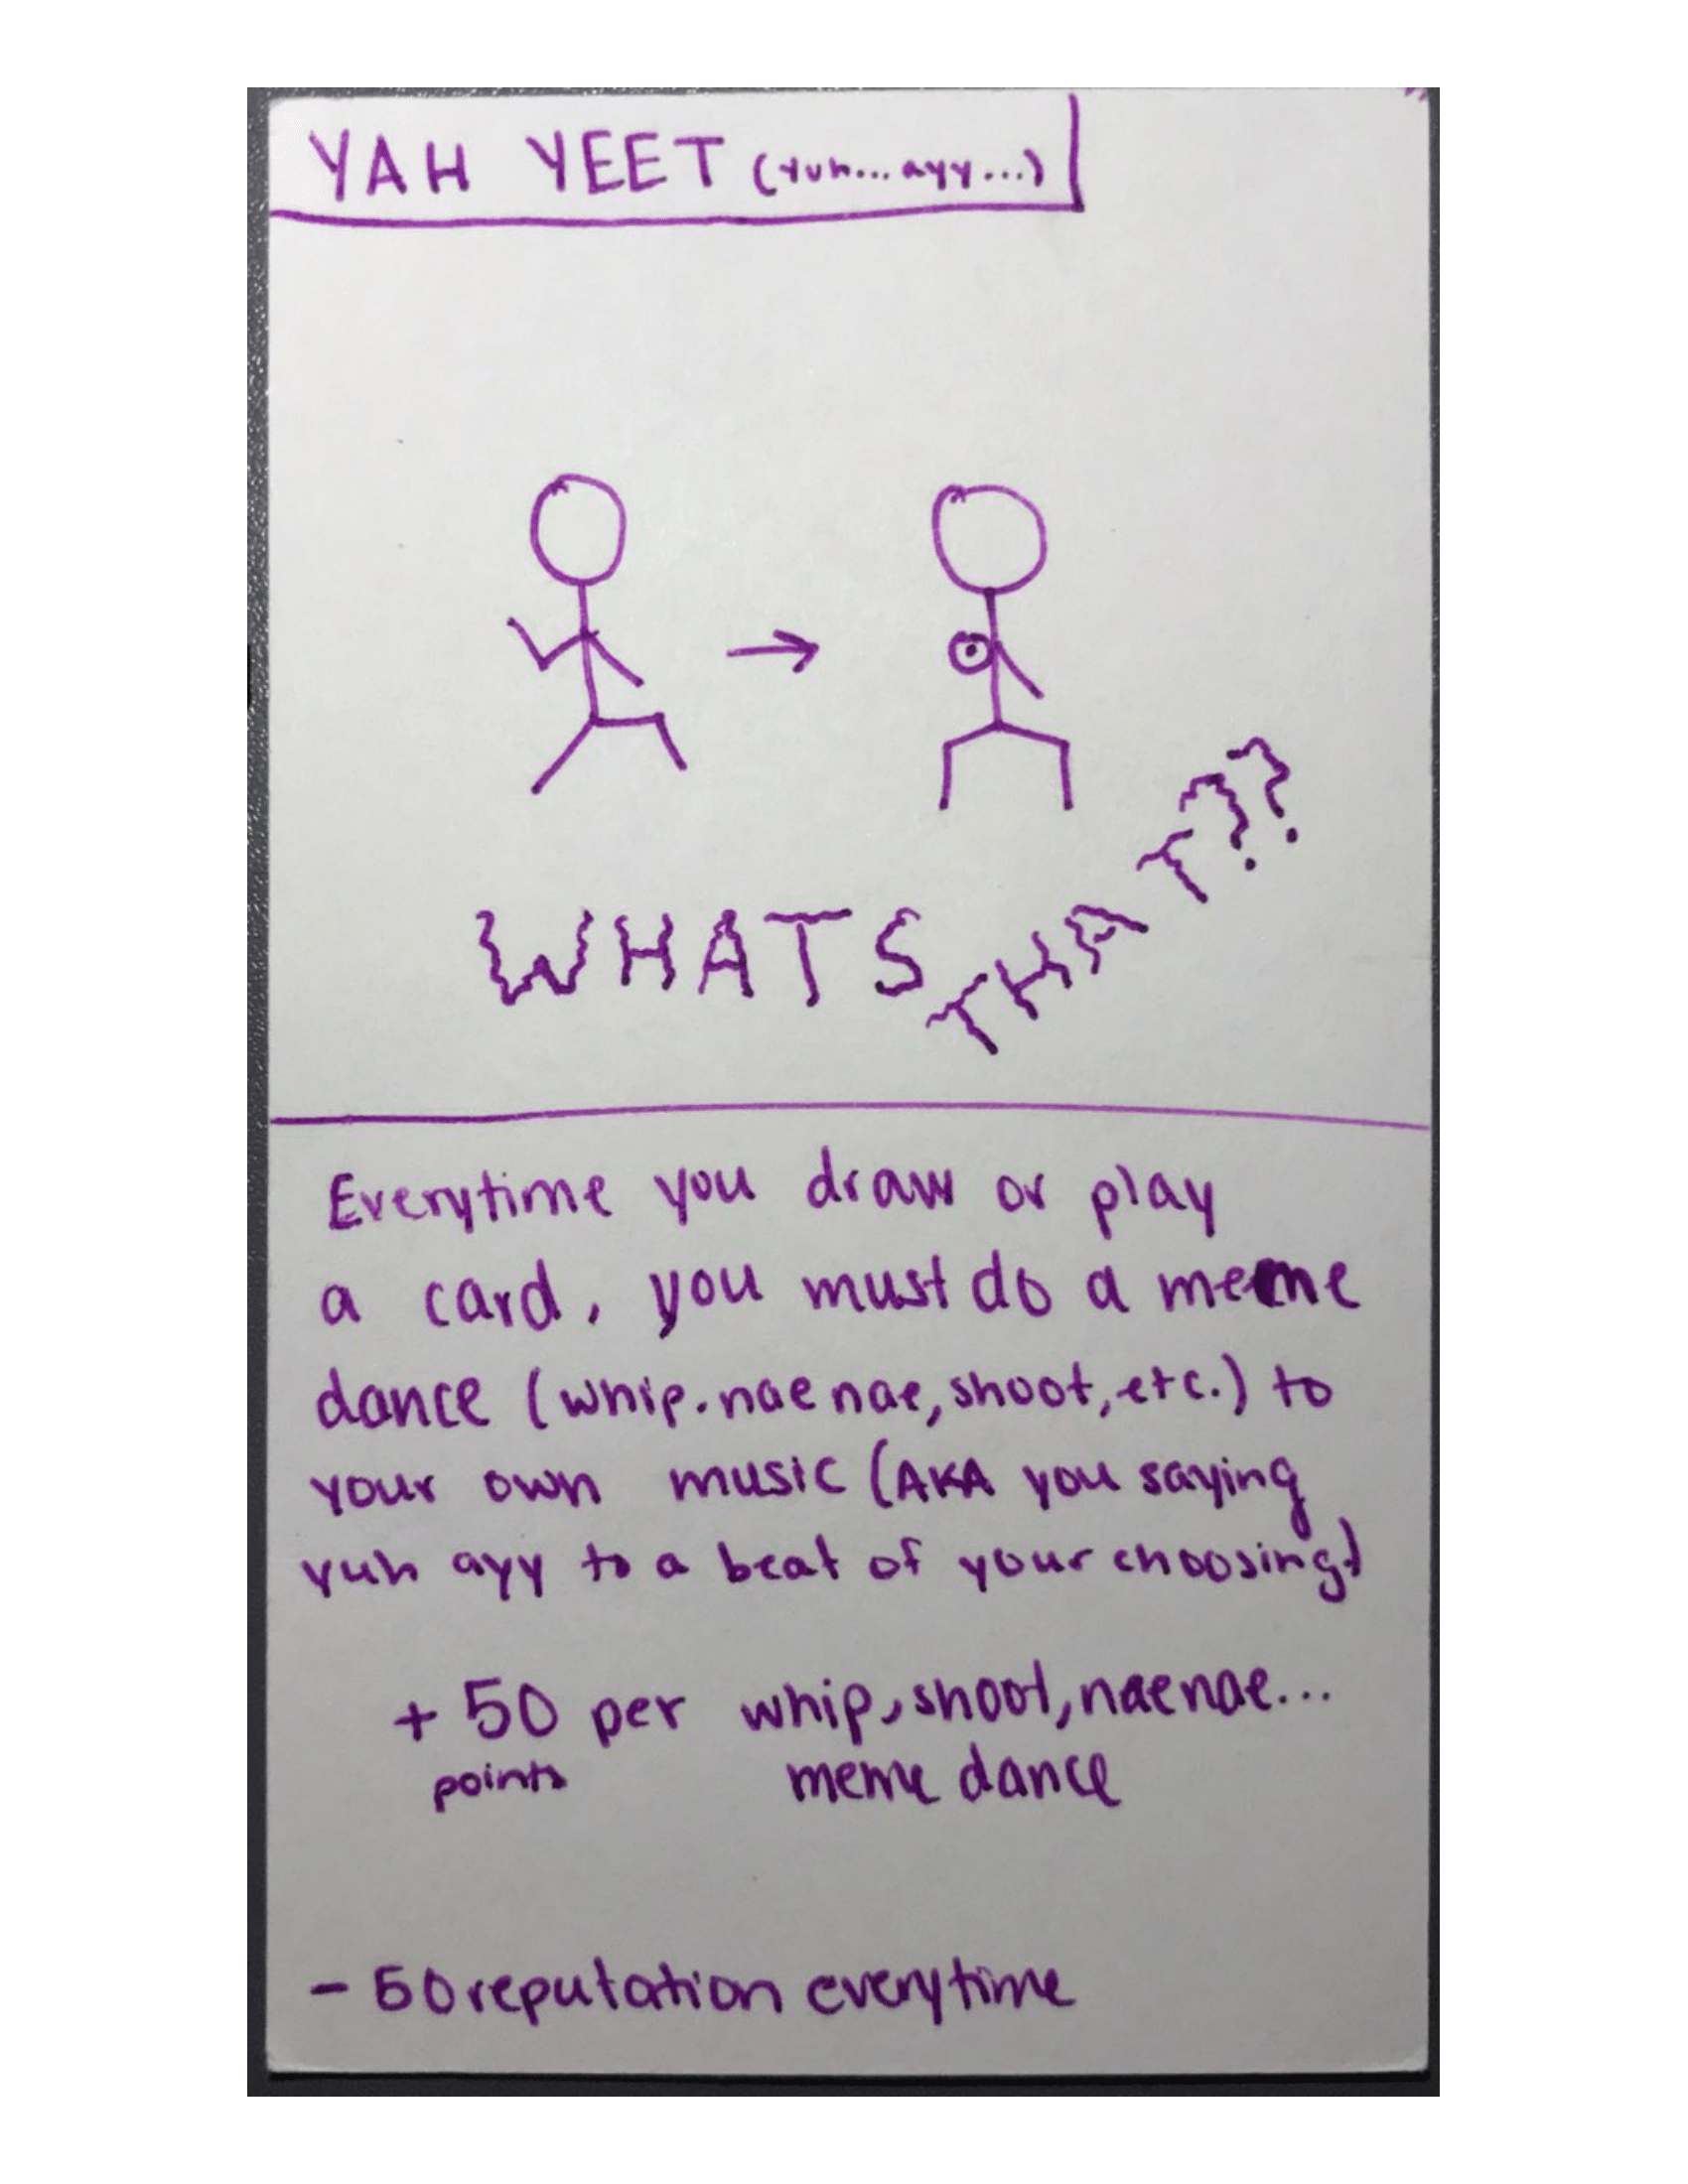 YAH YEET (yuh... ayy...)
WHATS THAT??
Everytime you draw or play
a card, you must do a meme
dance (whip. nae nae, shoot, etc.) to
your own music (AKA you saying
yuh ayy to a beat of your choosing)
+ 50 per whip, shoot, nae nae...
points meme dance
- 50 reputation everytime